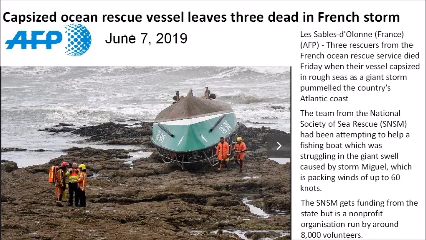 Capsized ocean rescue vessel leaves three dead in French storm
AFP
June 7, 2019
Les Sables-d'Olonne (France)
(AFP) - Three rescuers from the
French ocean rescue service died
Friday when their vessel capsized
in rough seas as a giant storm
pummelled the country's
Atlantic coast
The team from the National
Society of Sea Rescue (SNSM)
had been attempting to help a
fishing boat which was
struggling in the giant swell
caused by storm Miguel, which
is packing winds of up to 60
knots.
The SNSM gets funding from the
state but is a nonprofit
organisation run by around
8,000 volunteers.